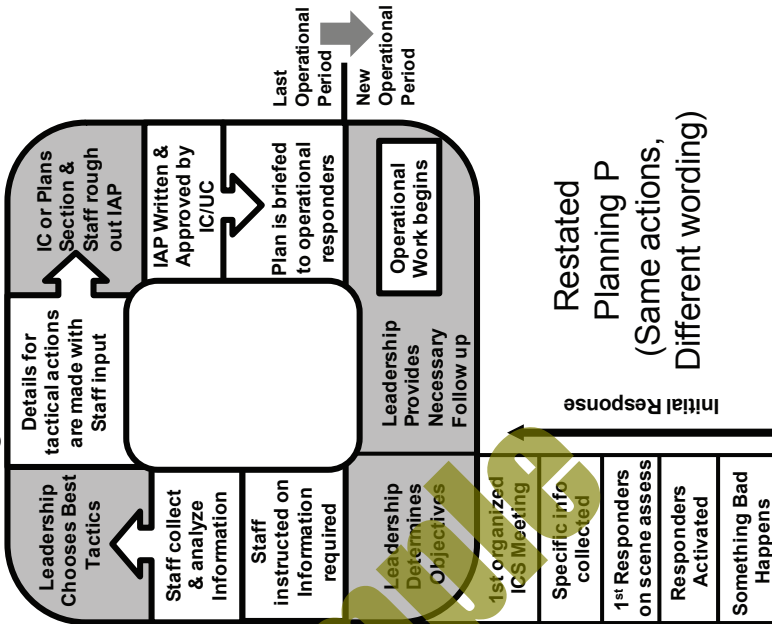 Leadership
Chooses Best
Tactics
Details for
tactical actions
are made with
Staff input
IC or Plans
Section &
Staff rough
out IAP
Staff collect
& analyze
Information
IAP Written &
Approved by
IC/UC
Staff
instructed on
Information
required
Plan is briefed
to operational
responders
Last
Operational
Period
New
Operational
Period
Leadership
Determines
Objectives
Leadership
Provides
Necessary
Follow up
Operational
Work begins
1st organized
ICS Meeting
Specific info
collected
1st Responders
on scene assess
Responders
Activated
Something Bad
Happens
Initial Response
Restated
Planning P
(Same actions,
Different wording)